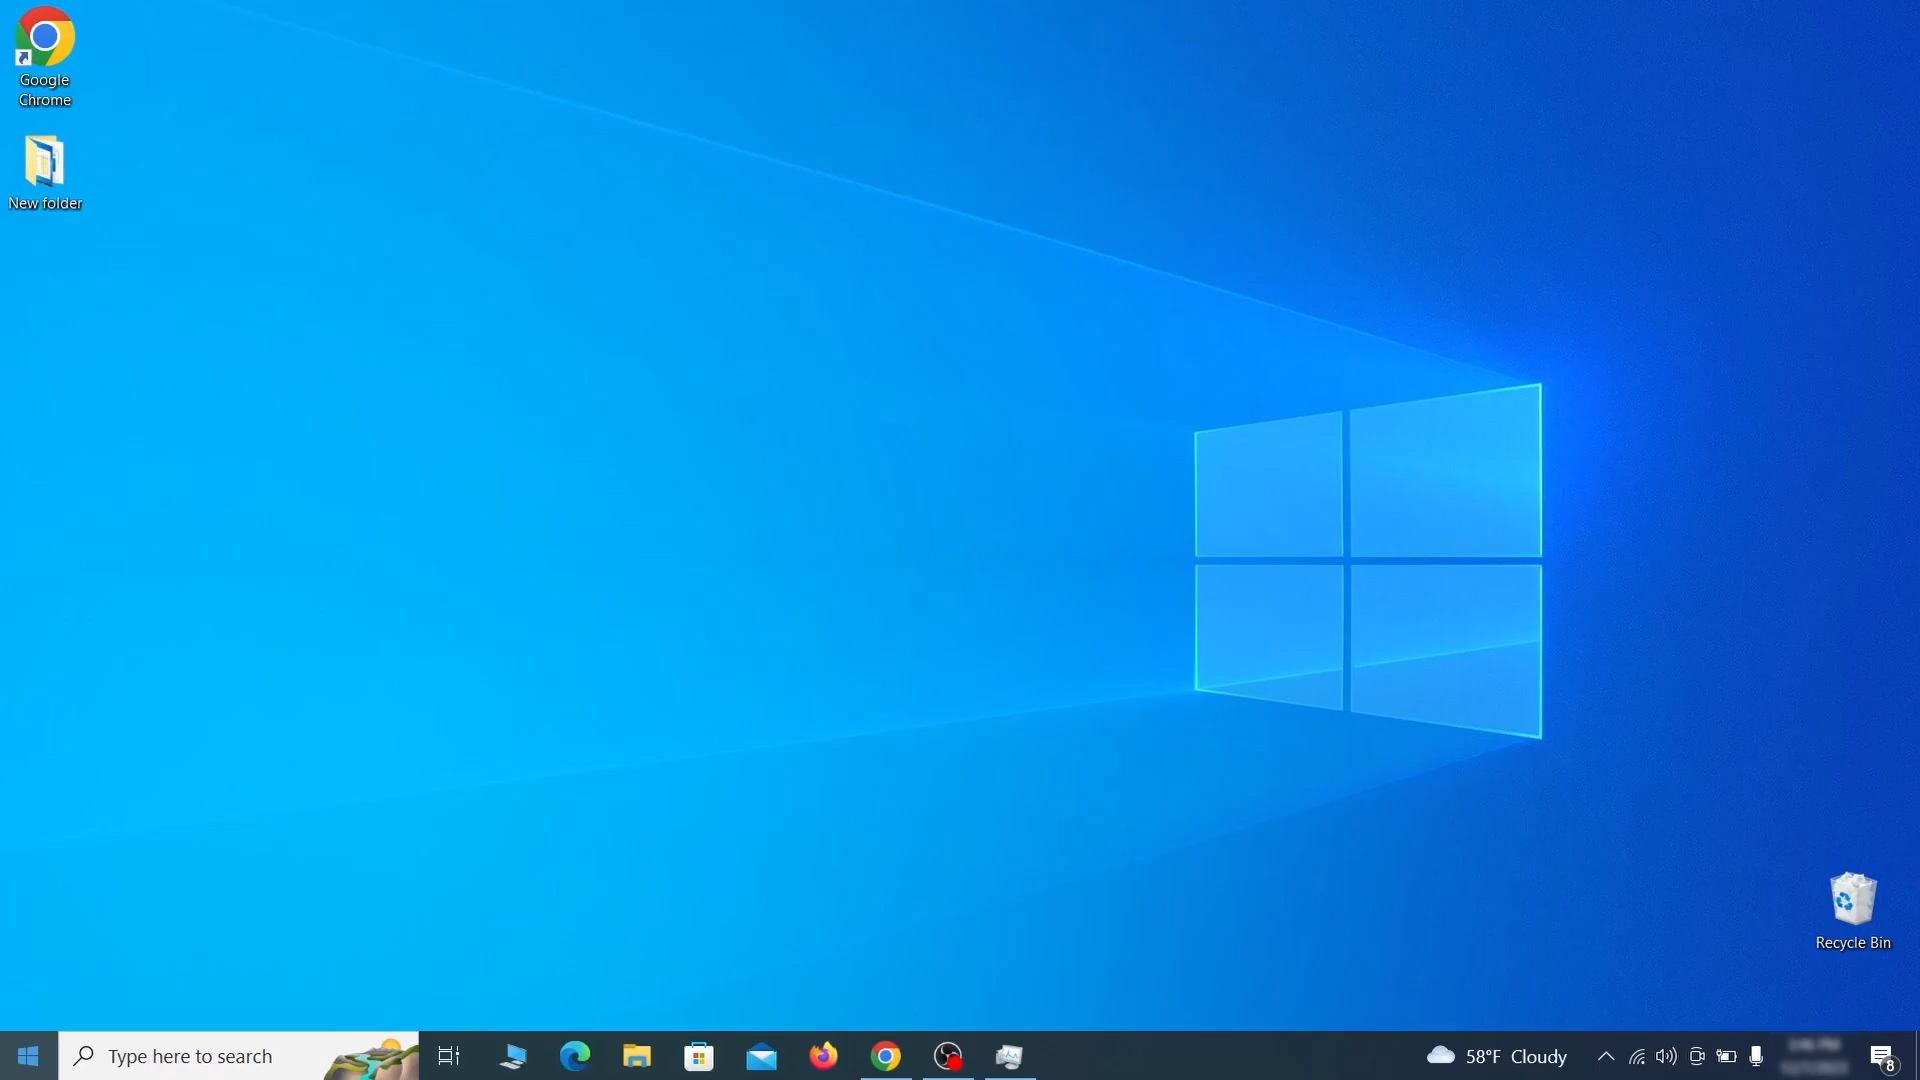 Google
Chrome
New folder
Recycle Bin
Type here to search
58°F Cloudy
8